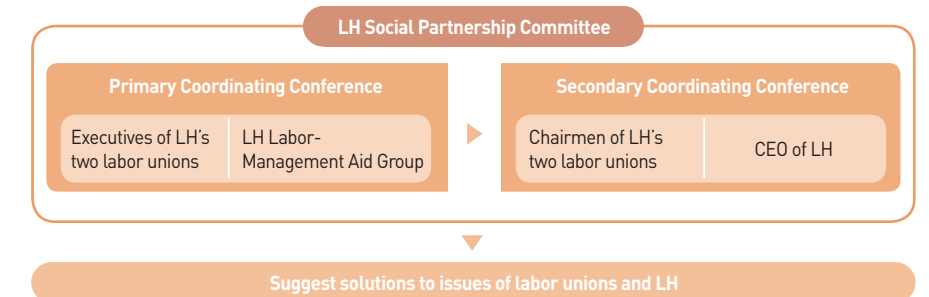 LH Social Partnership Committee
Primary Coordinating Conference
Executives of LH's
two labor unions
LH Labor-
Management Aid Group
Secondary Coordinating Conference
Chairmen of LH's
two labor unions
CEO of LH
Suggest solutions to issues of labor unions and LH